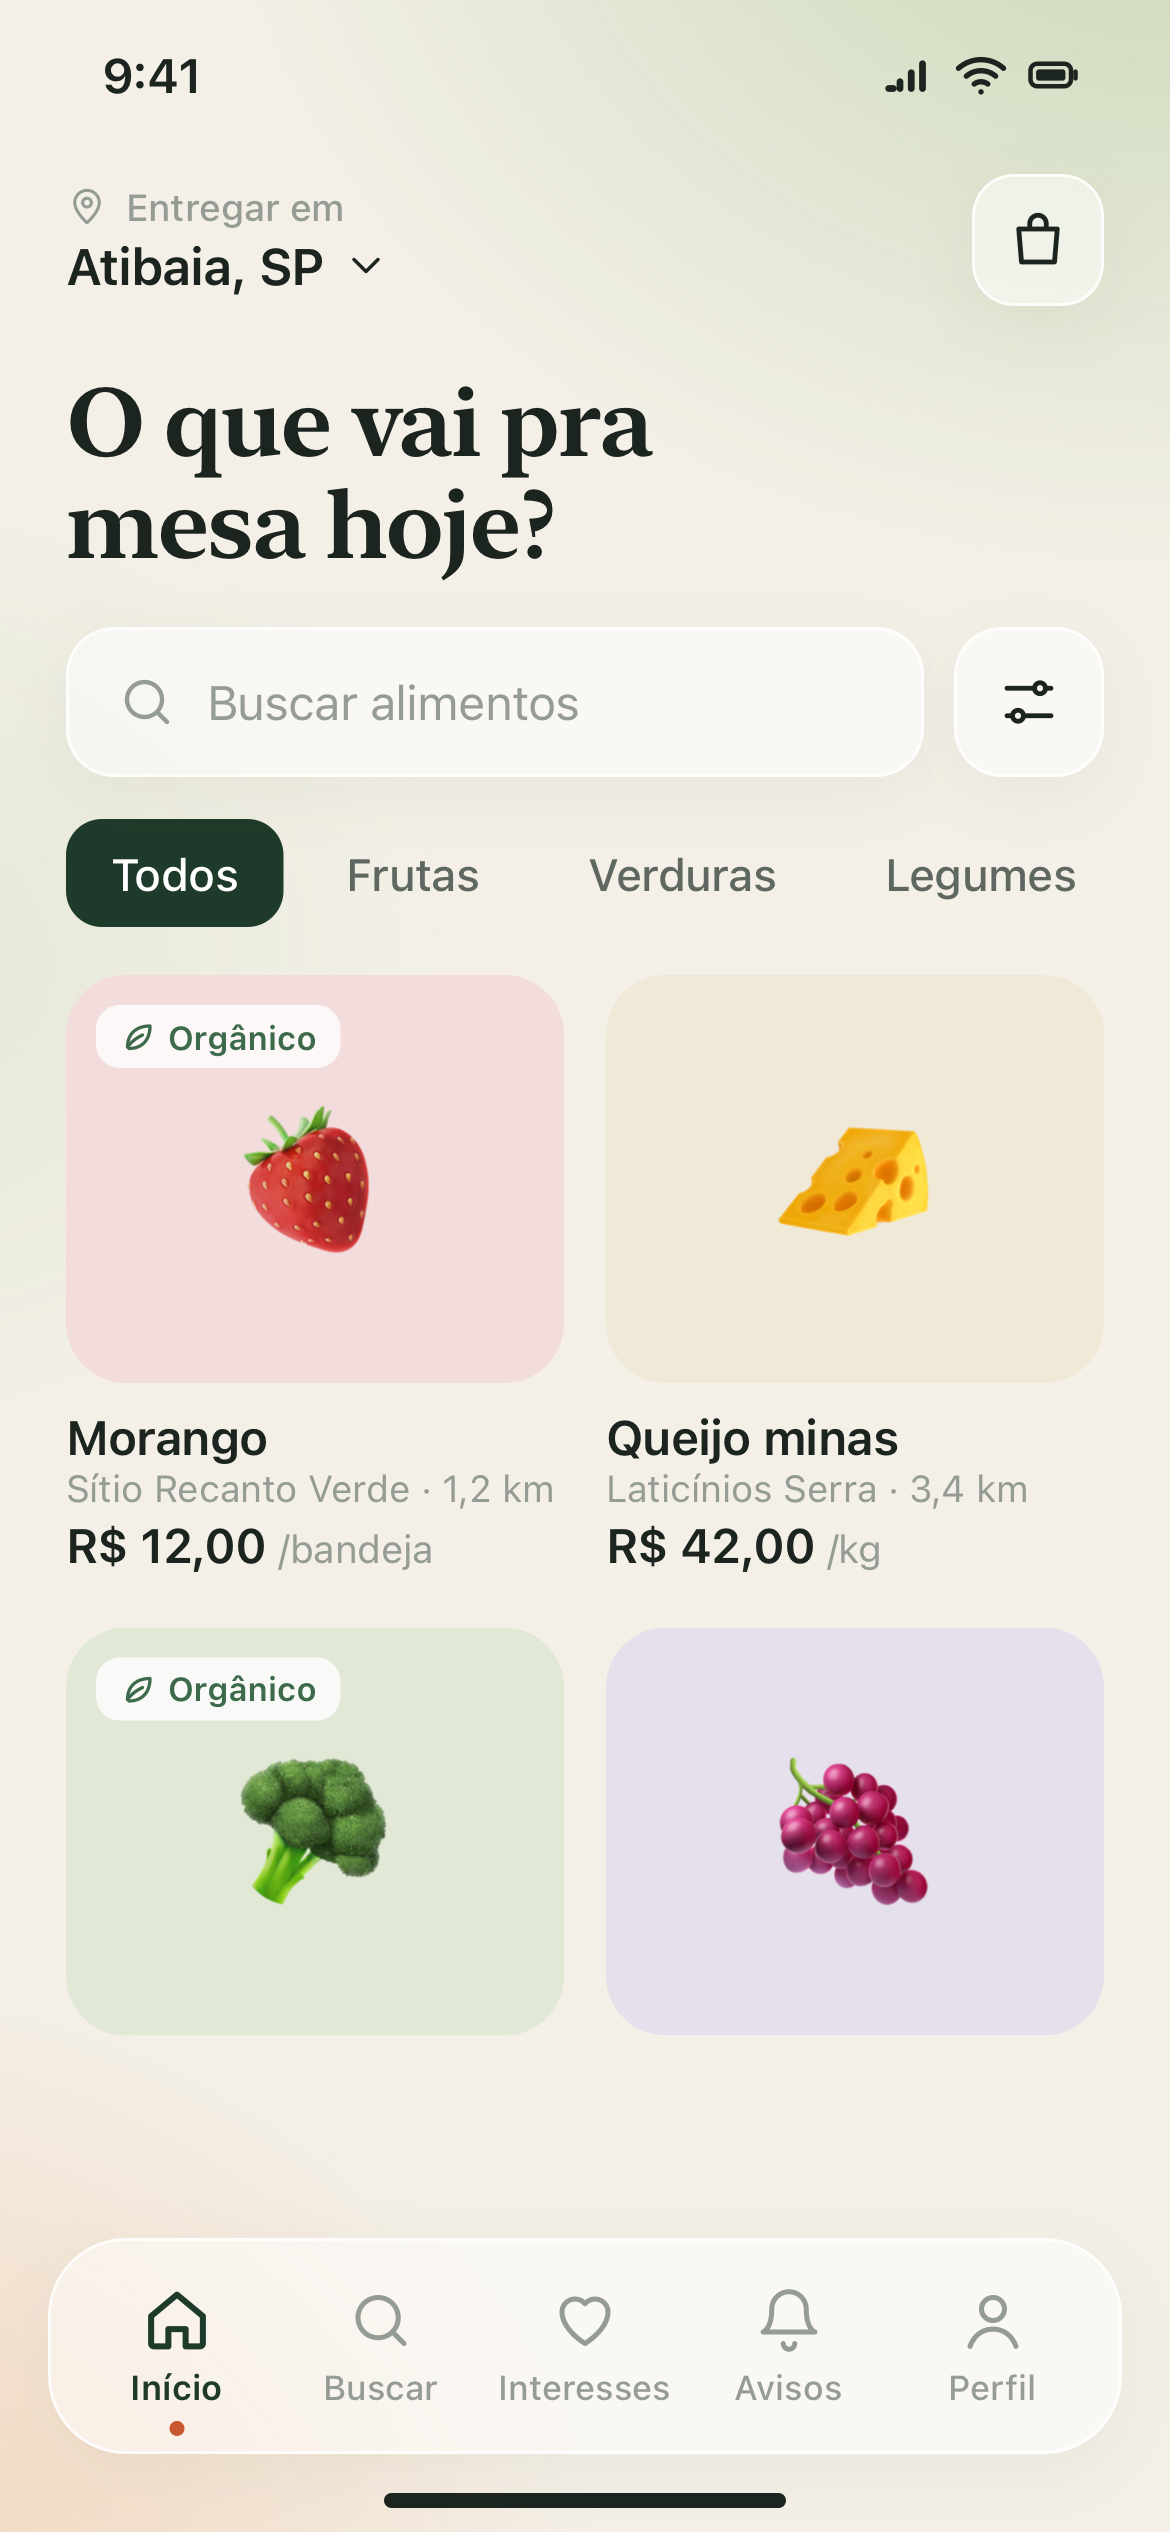 9:41
Entregar em
Atibaia, SP
O que vai pra
mesa hoje?
Buscar alimentos
Todos
Frutas
Verduras
Legumes
Orgânico
Morango
Sítio Recanto Verde · 1,2 km
R$ 12,00 /bandeja
Queijo minas
Laticínios Serra · 3,4 km
R$ 42,00 /kg
Orgânico
Início
Buscar
Interesses
Avisos
Perfil